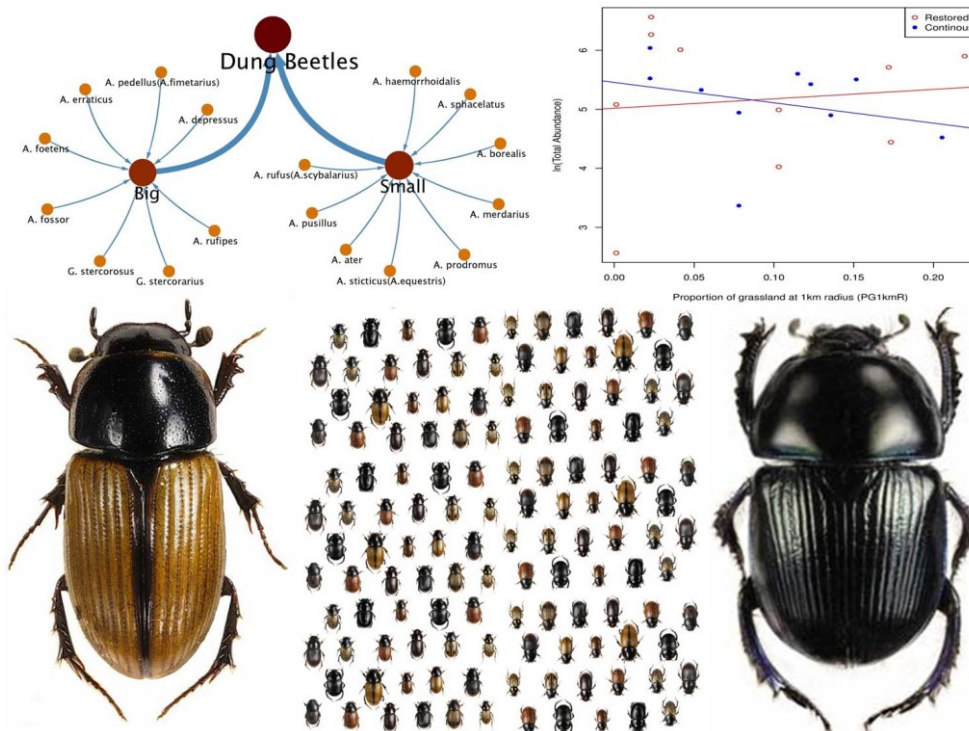 Dung Beetles
A. pedellus(A.fimetarius)
A. erraticus
A. depressus
A. foetens
Big
A. fossor
A. rufipes
G. stercorosus
G. stercorarius
A. haemorrhoidalis
A. sphacelatus
A. borealis
A. rufus(A.scybalarius)
Small
A. merdarius
A. pusillus
A. ater
A. prodromus
A. sticticus(A.equestris)
Restored
Continous
ln(Total Abundance)
6
5
4
3
0.00 0.05 0.10 0.15 0.20
Proportion of grassland at 1km radius (PG1kmR)